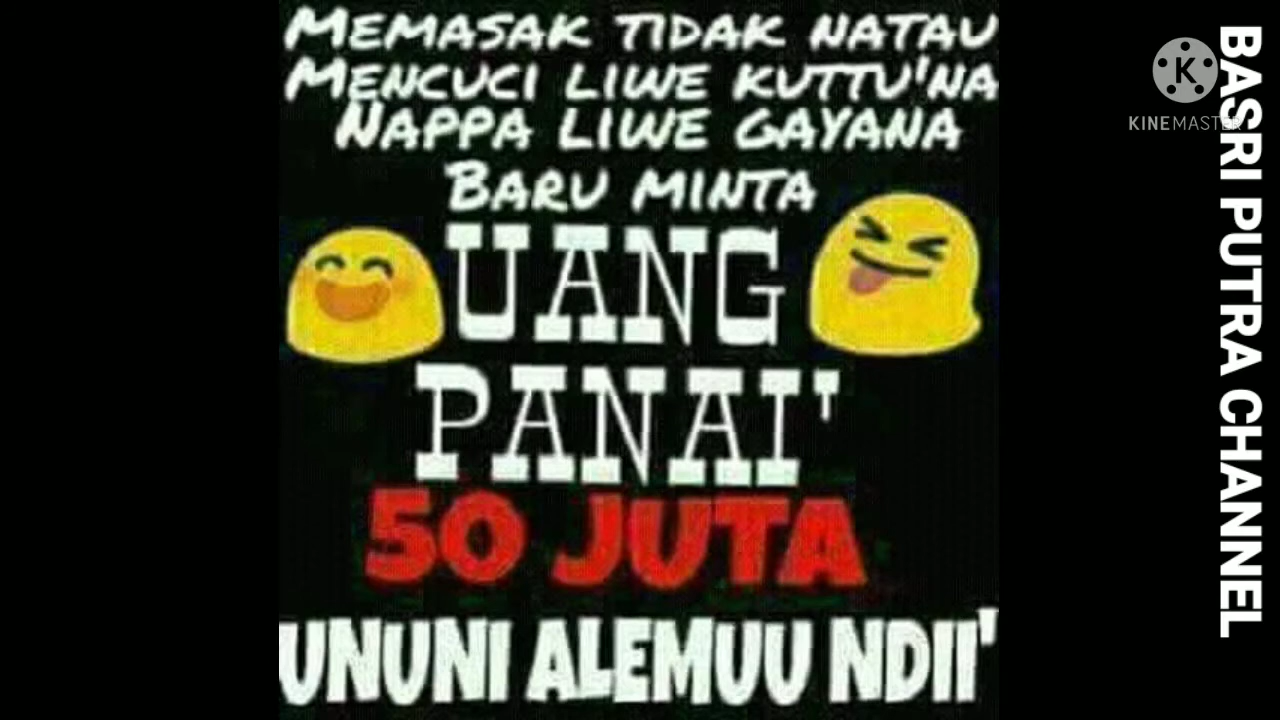 MEMASAK TIDAK NATAU
MENCUCI LIWE KUTTU'NA
NAPPA LIWE GAYANA
BARU MINTA
UANG
PANAI'
50 JUTA
UNUNI ALEMUU NDII'
KINEMASTER
BASRI PUTRA CHANNEL